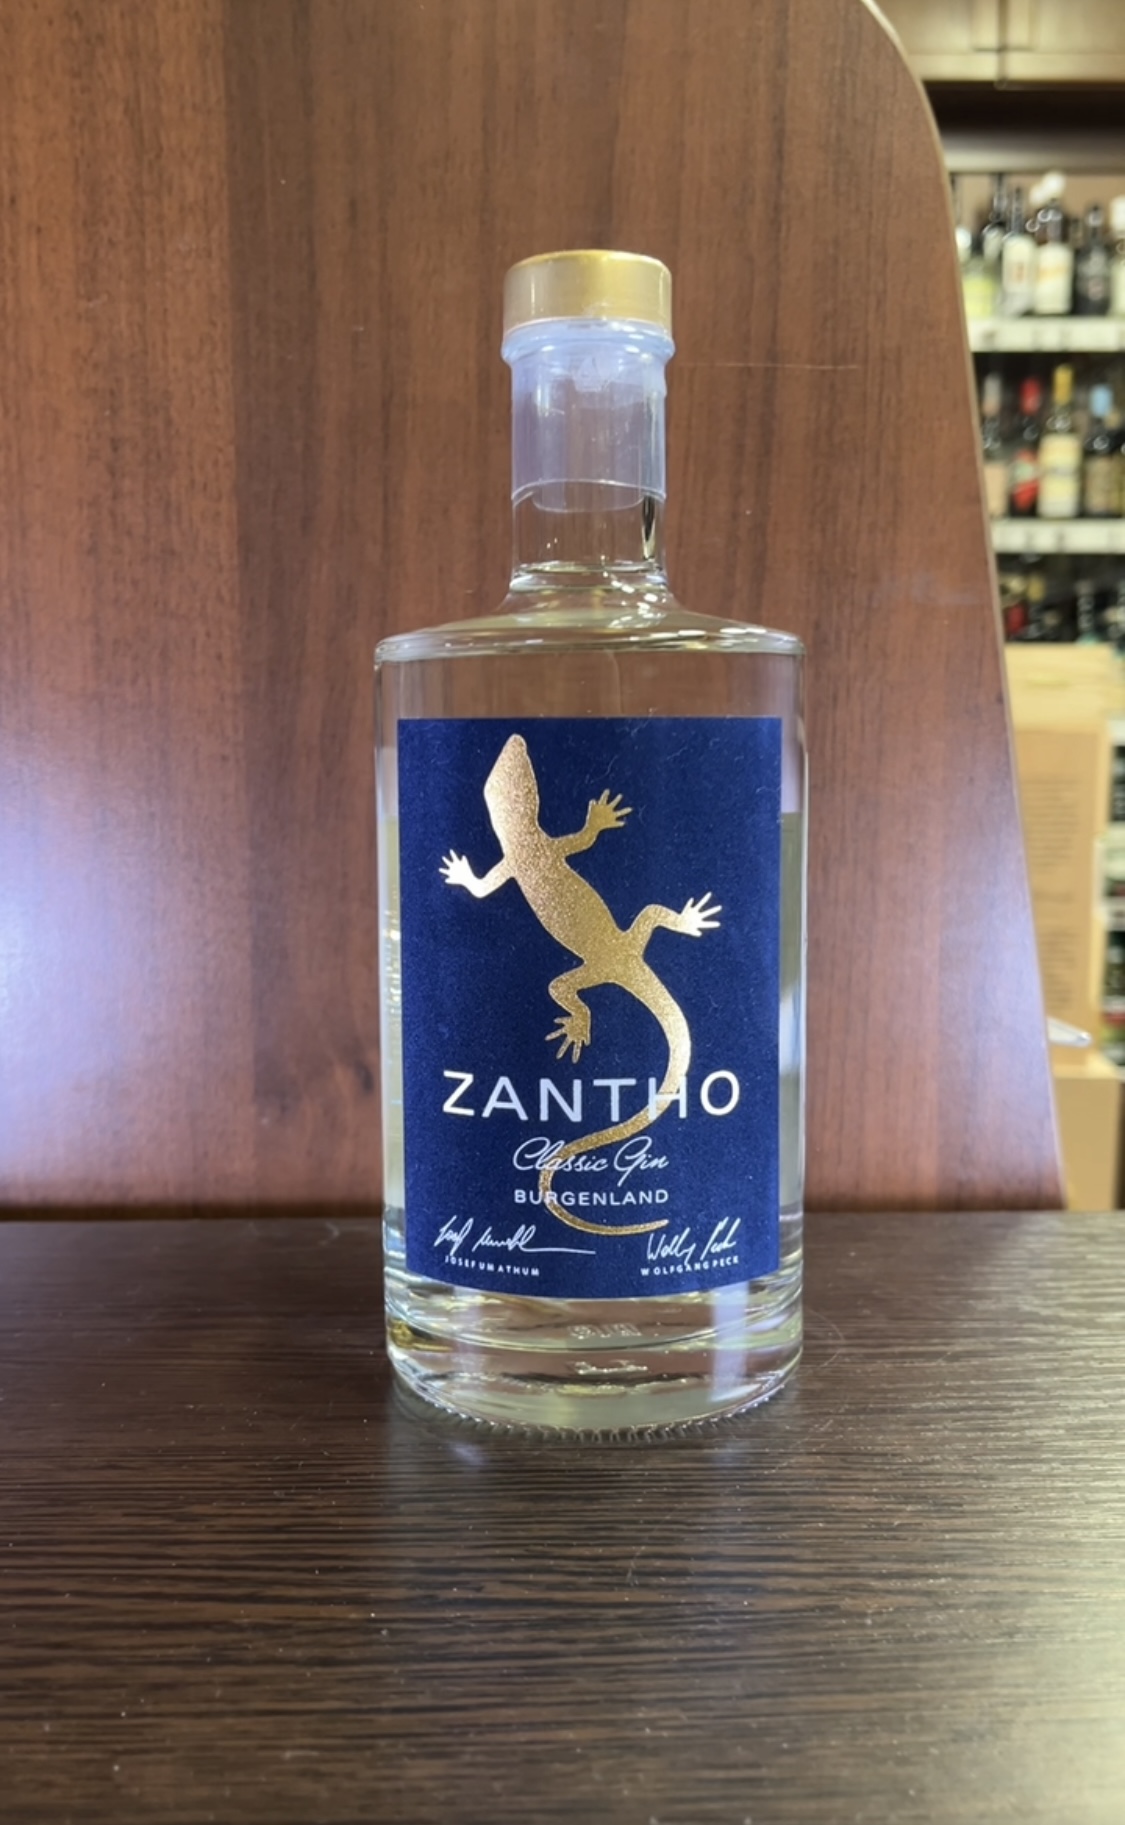 ZANTHO
Classic Gin
BURGENLAND
JOSEF UMATHUM
WOLFGANG PECK